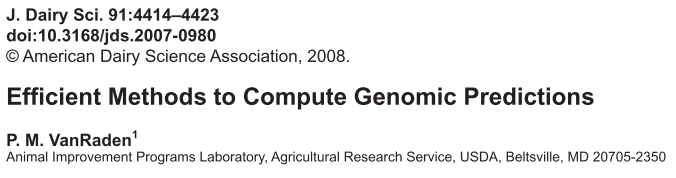 J. Dairy Sci. 91:4414–4423
doi:10.3168/jds.2007-0980
© American Dairy Science Association, 2008.
Efficient Methods to Compute Genomic Predictions
P. M. VanRaden1
Animal Improvement Programs Laboratory, Agricultural Research Service, USDA, Beltsville, MD 20705-2350